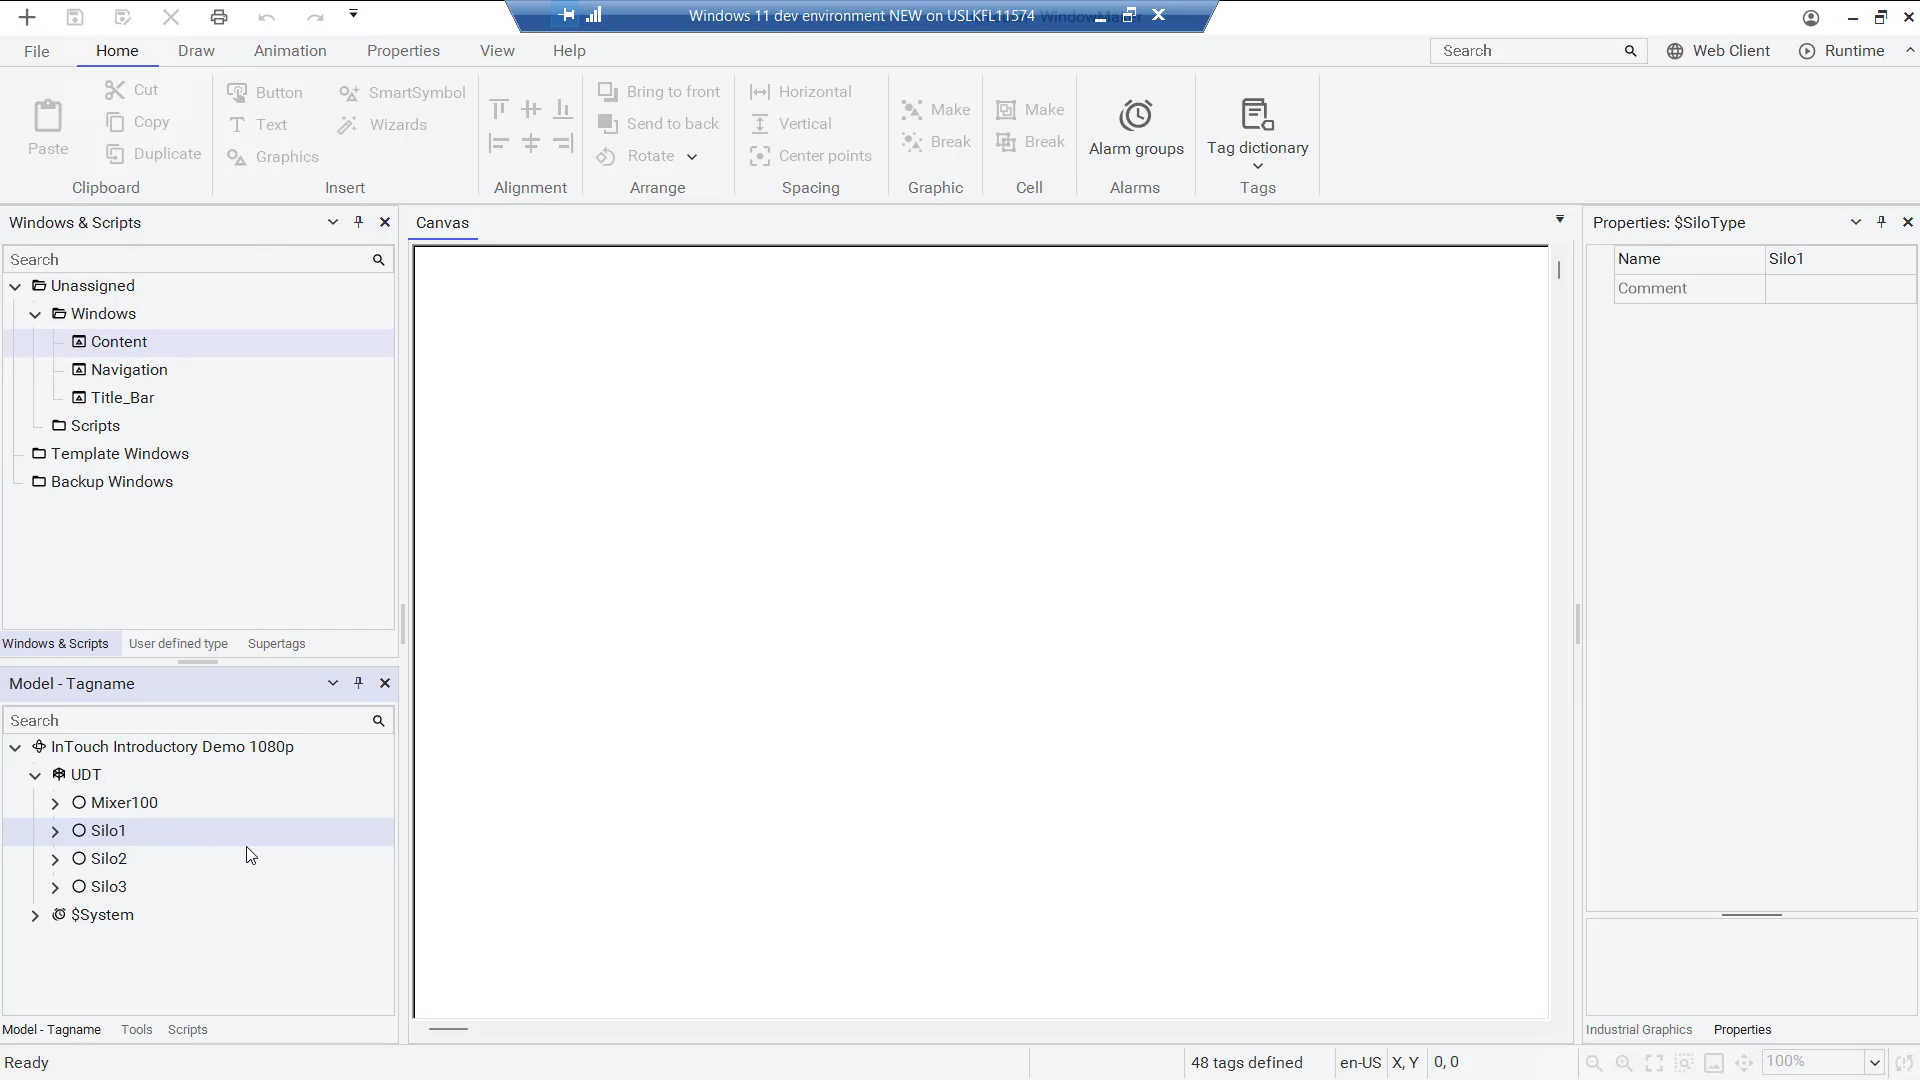 Windows 11 dev environment NEW on USLKFL11574
File Home Draw Animation Properties View Help
Search
Web Client
Runtime
Paste
Cut
Copy
Duplicate
Clipboard
Button
Text
Graphics
SmartSymbol
Wizards
Insert
Alignment
Bring to front
Send to back
Rotate
Arrange
Horizontal
Vertical
Center points
Spacing
Make
Break
Graphic
Make
Break
Cell
Alarm groups
Alarms
Tag dictionary
Tags
Windows & Scripts
Search
Unassigned
Windows
Content
Navigation
Title_Bar
Scripts
Template Windows
Backup Windows
Windows & Scripts User defined type Supertags
Model - Tagname
Search
InTouch Introductory Demo 1080p
UDT
Mixer100
Silo1
Silo2
Silo3
$System
Model - Tagname Tools Scripts
Canvas
Properties: $SiloType
Name Silo1
Comment
Industrial Graphics Properties
Ready
48 tags defined
en-US
X, Y
0, 0
100%